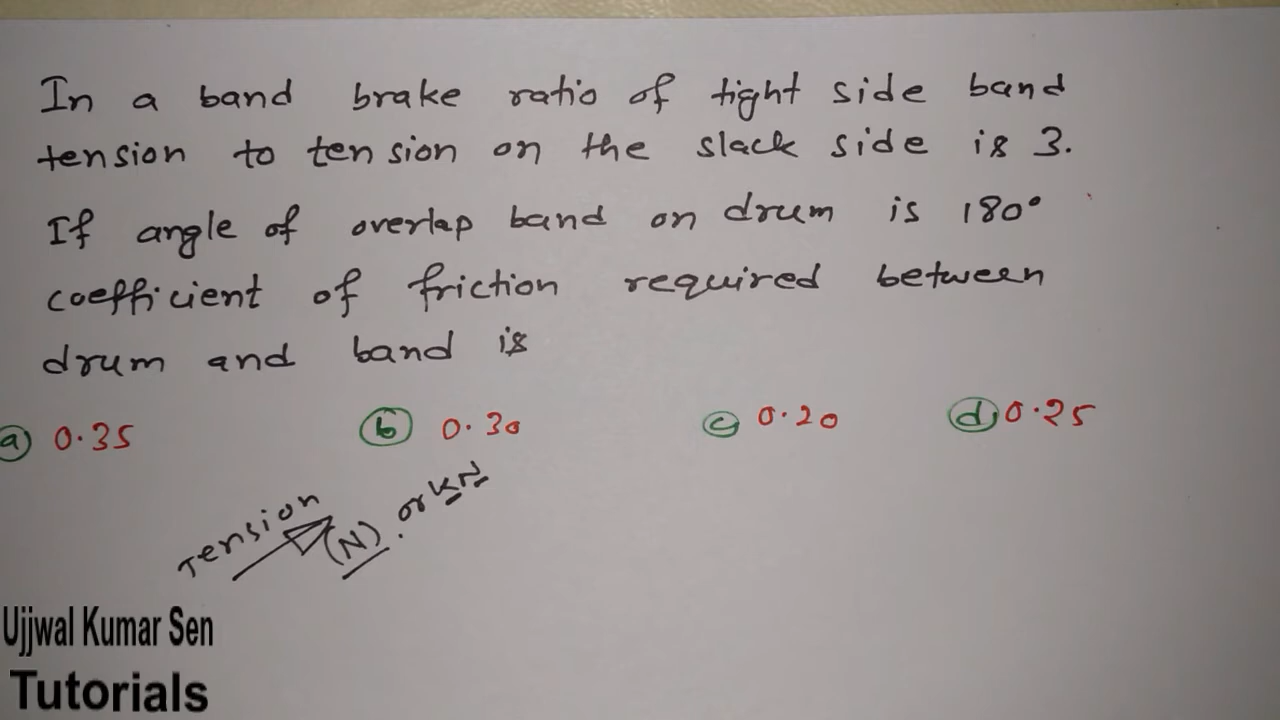 In a band brake ratio of tight side band
tension to tension on the slack side is 3.
If angle of overlap band on drum is 180°
coefficient of friction required between
drum and band is
a 0.35 b 0.30 c 0.20 d 0.25
Tension (N) or KN
Ujjwal Kumar Sen
Tutorials